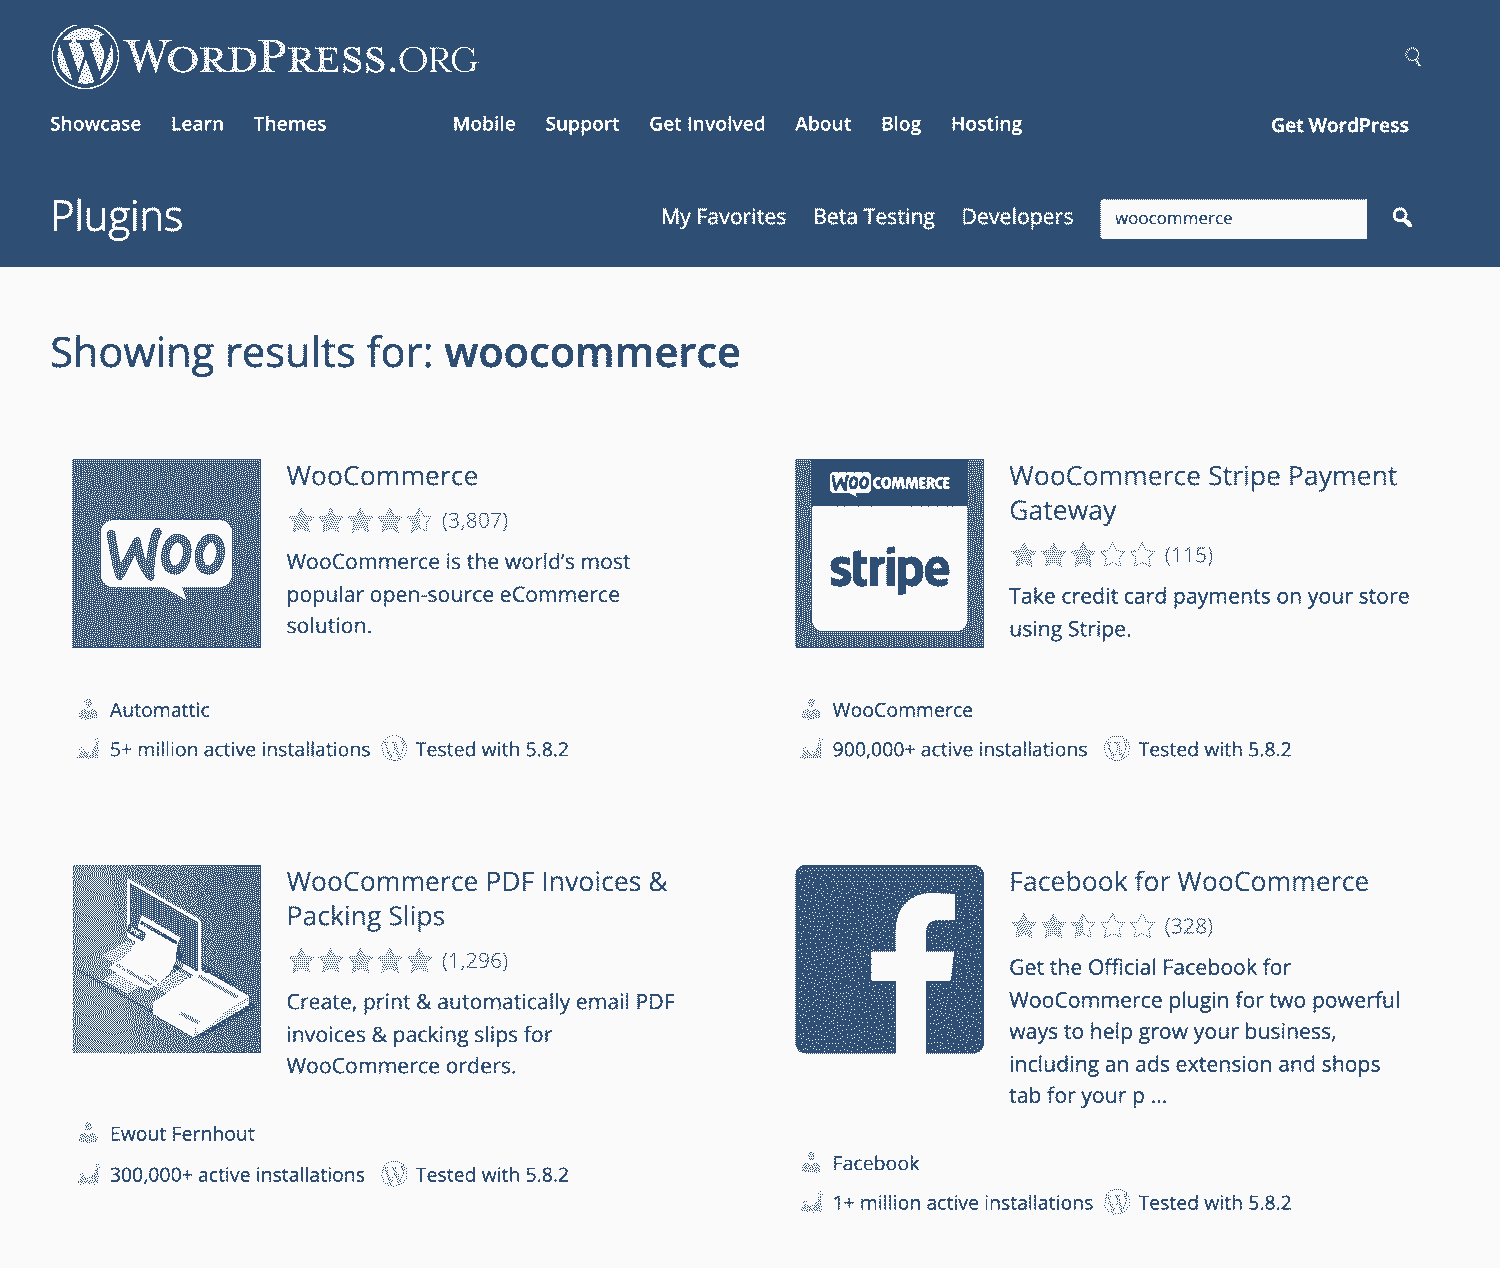 WORDPRESS.ORG
Showcase Learn Themes Mobile Support Get Involved About Blog Hosting Get WordPress
Plugins My Favorites Beta Testing Developers woocommerce
Showing results for: woocommerce
Woo
WooCommerce
(3,807)
WooCommerce is the world's most
popular open-source eCommerce
solution.
Automattic
5+ million active installations Tested with 5.8.2
WOO COMMERCE
stripe
WooCommerce Stripe Payment
Gateway
(115)
Take credit card payments on your store
using Stripe.
WooCommerce
900,000+ active installations Tested with 5.8.2
WooCommerce PDF Invoices &
Packing Slips
(1,296)
Create, print & automatically email PDF
invoices & packing slips for
WooCommerce orders.
Ewout Fernhout
300,000+ active installations Tested with 5.8.2
f
Facebook for WooCommerce
(328)
Get the Official Facebook for
WooCommerce plugin for two powerful
ways to help grow your business,
including an ads extension and shops
tab for your p ...
Facebook
1+ million active installations Tested with 5.8.2